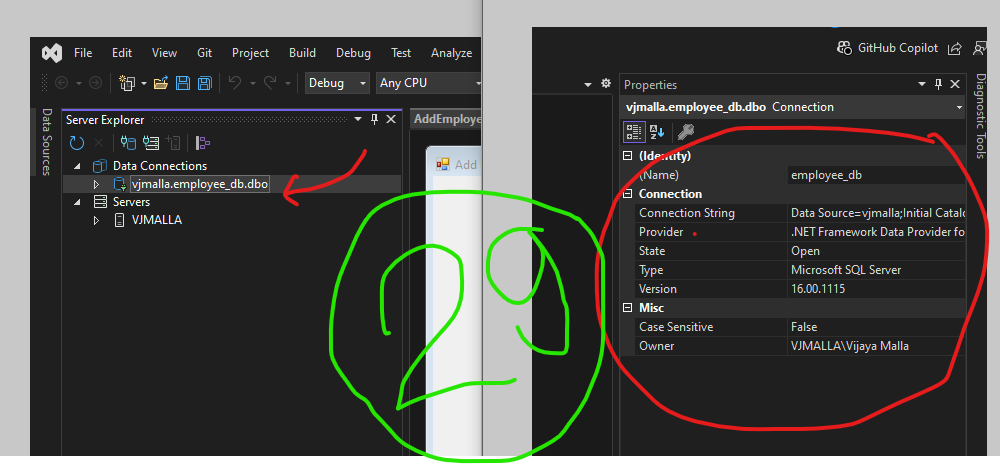 File Edit View Git Project Build Debug Test Analyze
Debug Any CPU
Data Sources
Server Explorer
Data Connections
vjmalla.employee_db.dbo
Servers
VJMALLA
AddEmploye
Add
29
GitHub Copilot
Properties
vjmalla.employee_db.dbo Connection
(Identity)
(Name) employee_db
Connection
Connection String Data Source=vjmalla;Initial Catalo
Provider .NET Framework Data Provider fo
State Open
Type Microsoft SQL Server
Version 16.00.1115
Misc
Case Sensitive False
Owner VJMALLA\Vijaya Malla
Diagnostic Tools